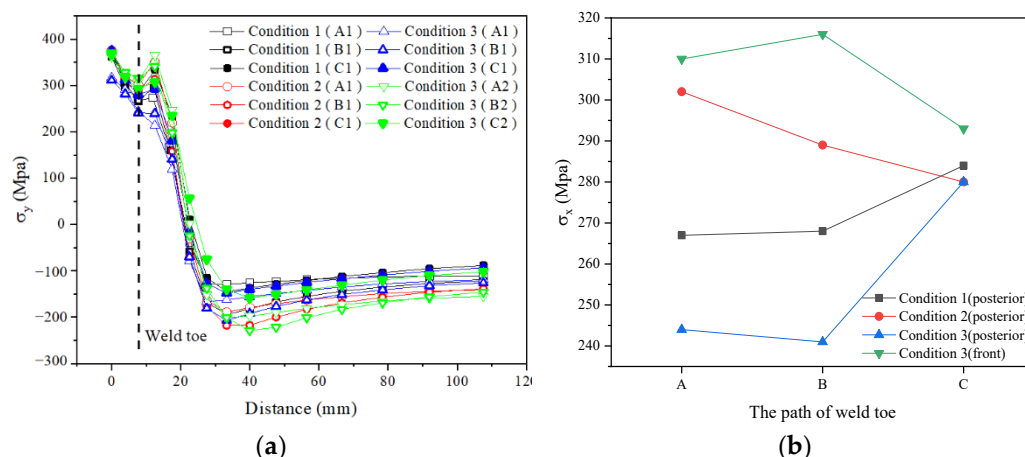 400
300
200
100
0
−100
−200
−300
σy (Mpa)
Condition 1 ( A1)
Condition 1 ( B1)
Condition 1 ( C1)
Condition 2 ( A1)
Condition 2 ( B1)
Condition 2 ( C1)
Condition 3 ( A1)
Condition 3 ( B1)
Condition 3 ( C1)
Condition 3 ( A2)
Condition 3 ( B2)
Condition 3 ( C2)
Weld toe
0 20 40 60 80 100 120
Distance (mm)
(a)
310
300
290
280
270
260
250
240
σx (Mpa)
Condition 1(posterior)
Condition 2(posterior)
Condition 3(posterior)
Condition 3(front)
A B C
The path of weld toe
(b)